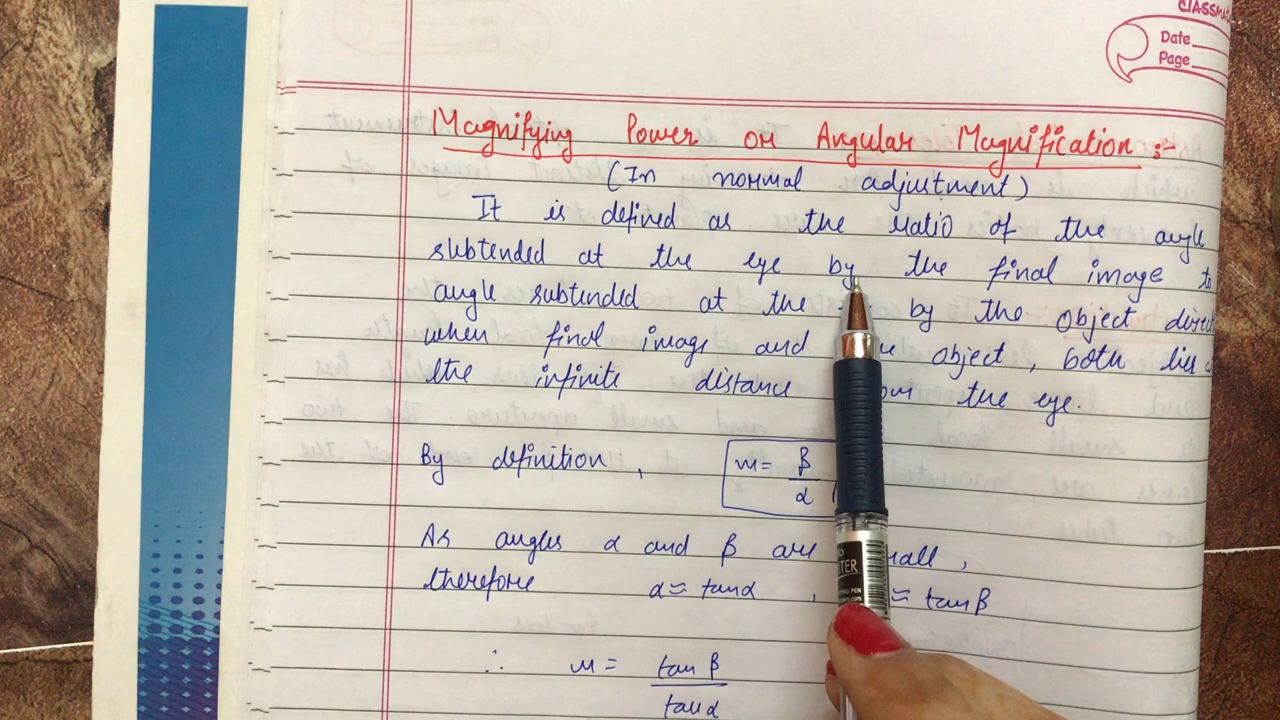 CLASSMA
Date
Page
Magnifying Power or Angular Magnification :-
(In normal adjustment)
It is defined as the ratio of the angle
subtended at the eye by the final image to
angle subtended at the by the object direct
when final image and object, both lies
the infinite distance the eye.
By definition, m = β/α
As angles α and β are small,
therefore α ≈ tanα , ≈ tanβ
∴ m = tan β/tanα